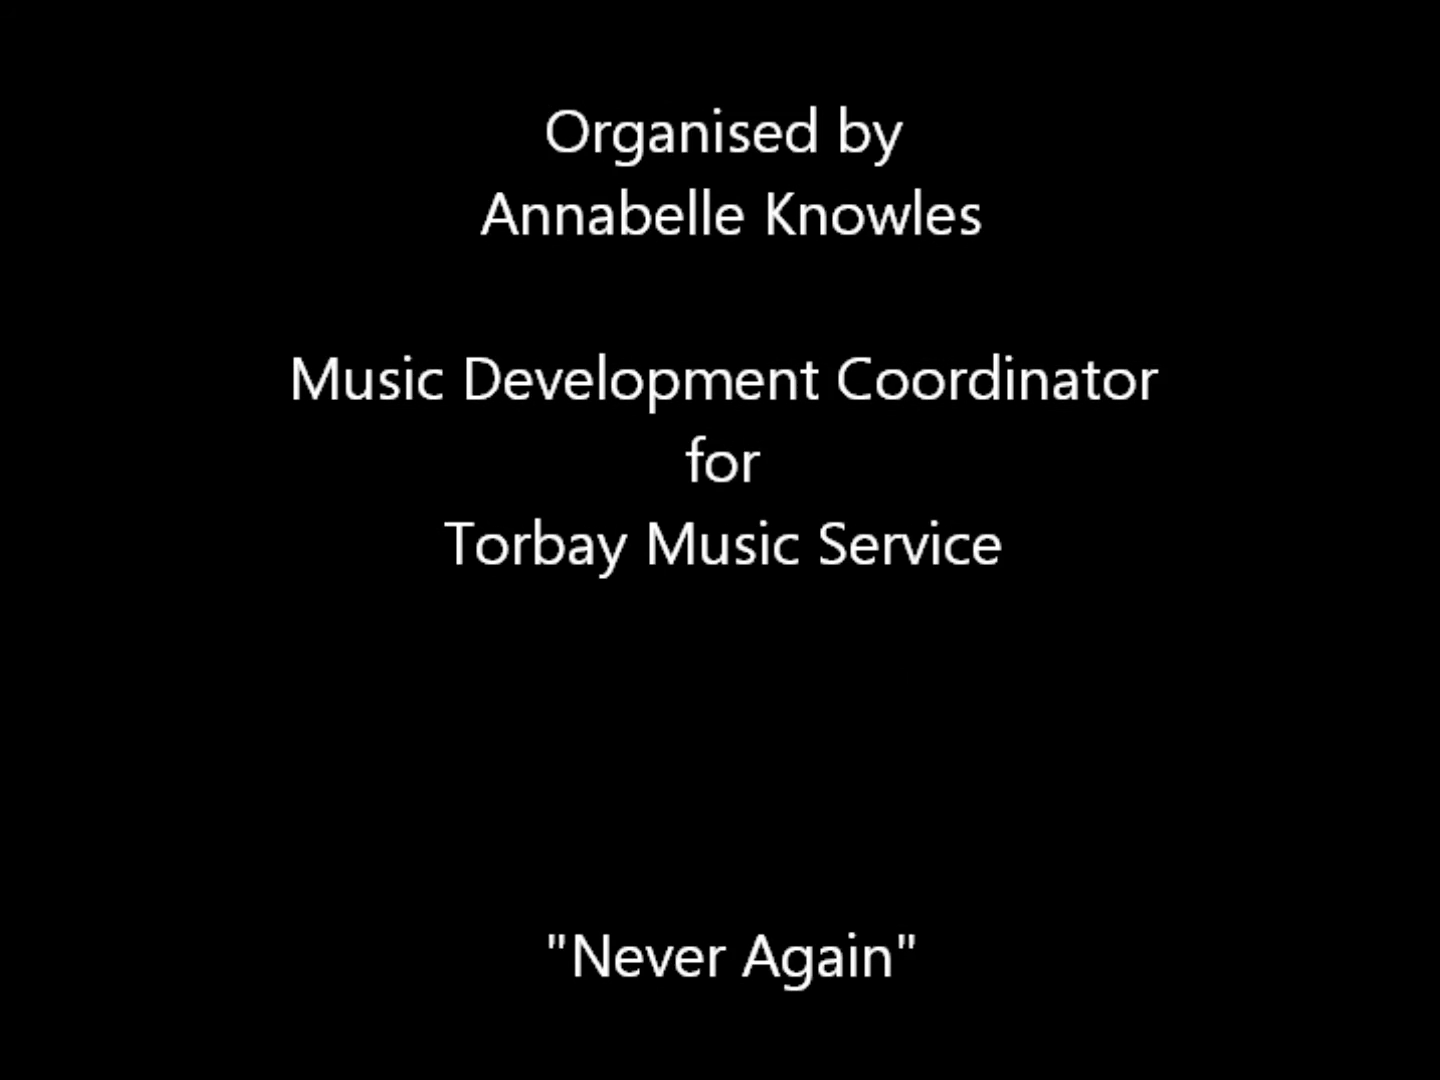 Organised by
Annabelle Knowles
Music Development Coordinator
for
Torbay Music Service
"Never Again"